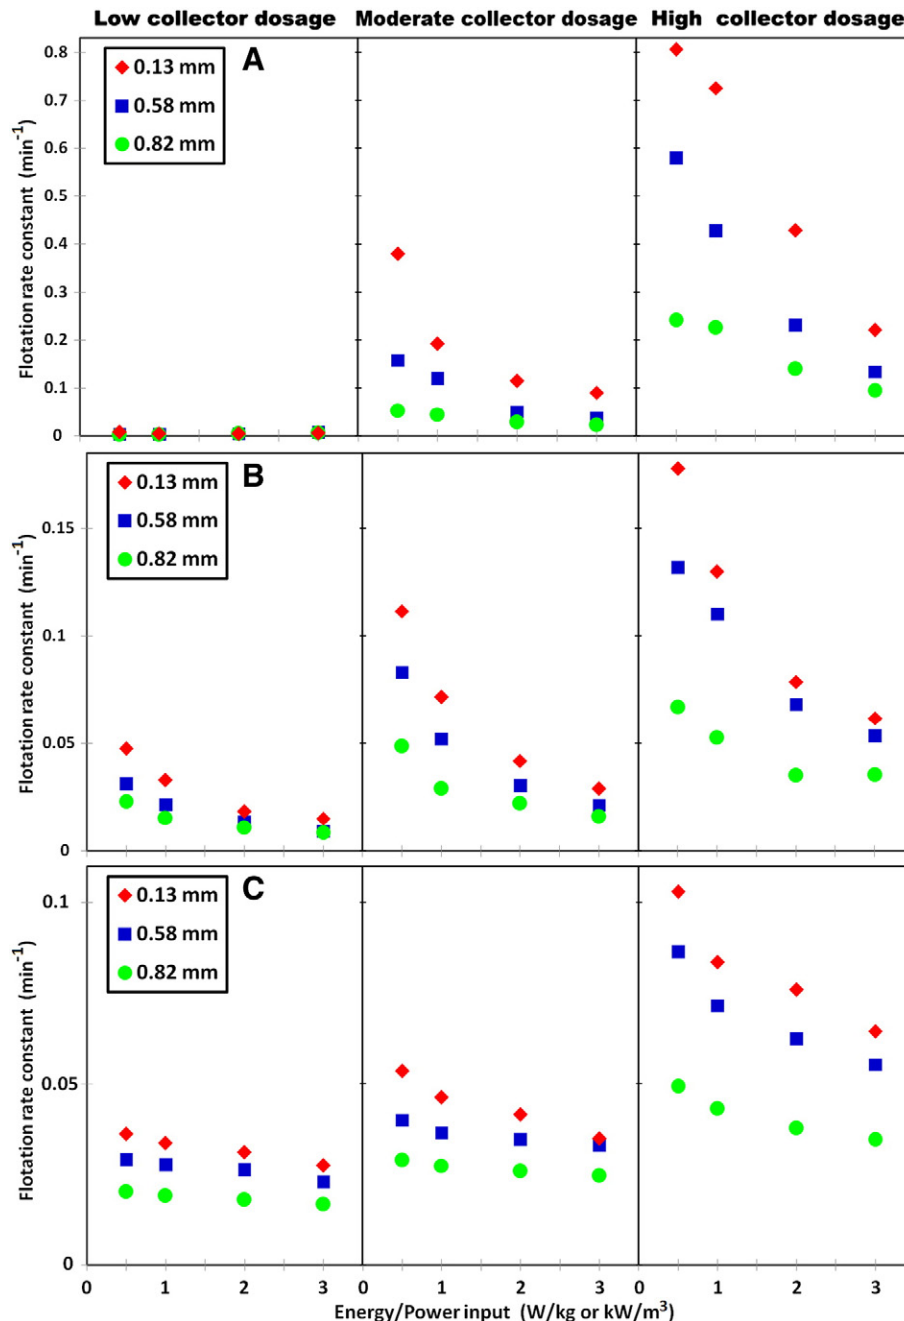 Low collector dosage Moderate collector dosage High collector dosage
A
0.13 mm
0.58 mm
0.82 mm
Flotation rate constant (min⁻¹)
0.8
0.7
0.6
0.5
0.4
0.3
0.2
0.1
0
B
0.13 mm
0.58 mm
0.82 mm
Flotation rate constant (min⁻¹)
0.15
0.1
0.05
0
C
0.13 mm
0.58 mm
0.82 mm
Flotation rate constant (min⁻¹)
0.1
0.05
0
0 1 2 3 0 1 2 3 0 1 2 3
Energy/Power input (W/kg or kW/m³)